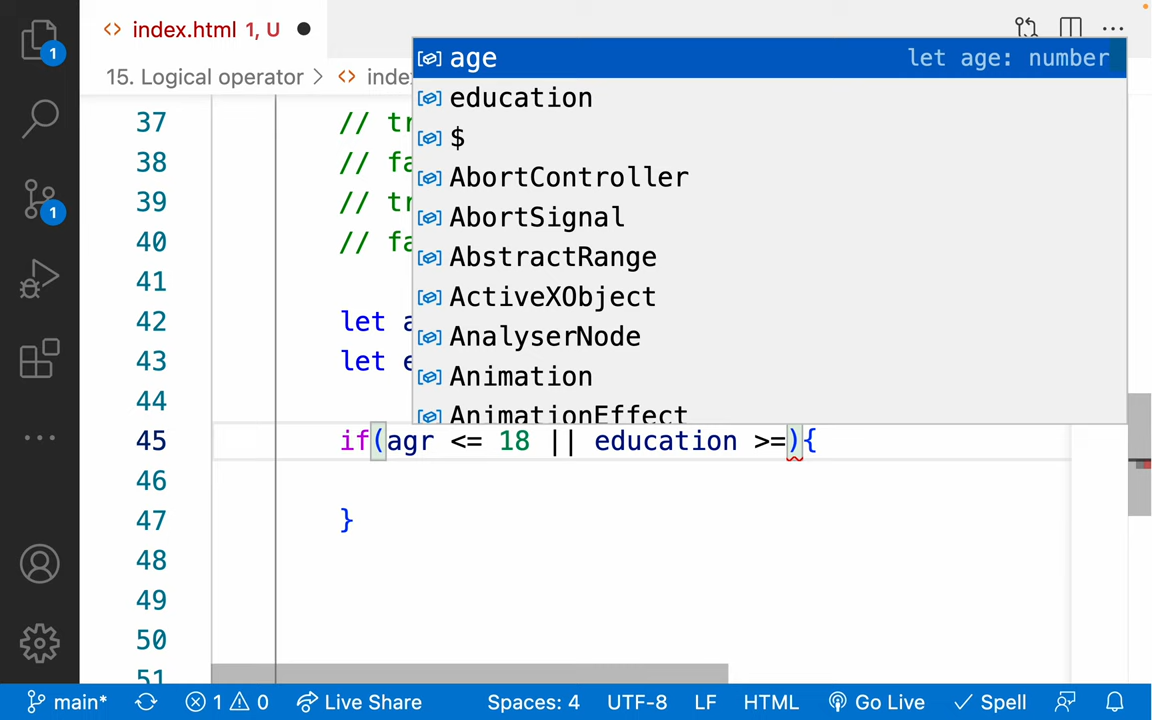 index.html 1, U
15. Logical operator > <> inde
age let age: number
education
$
AbortController
AbortSignal
AbstractRange
ActiveXObject
AnalyserNode
Animation
AnimationEffect
37 // tr
38 // fa
39 // tr
40 // fa
41
42 let a
43 let e
44
45 if(agr <= 18 || education >=){
46
47 }
48
49
50
51
1
1
main* 1 0 Live Share Spaces: 4 UTF-8 LF HTML Go Live Spell